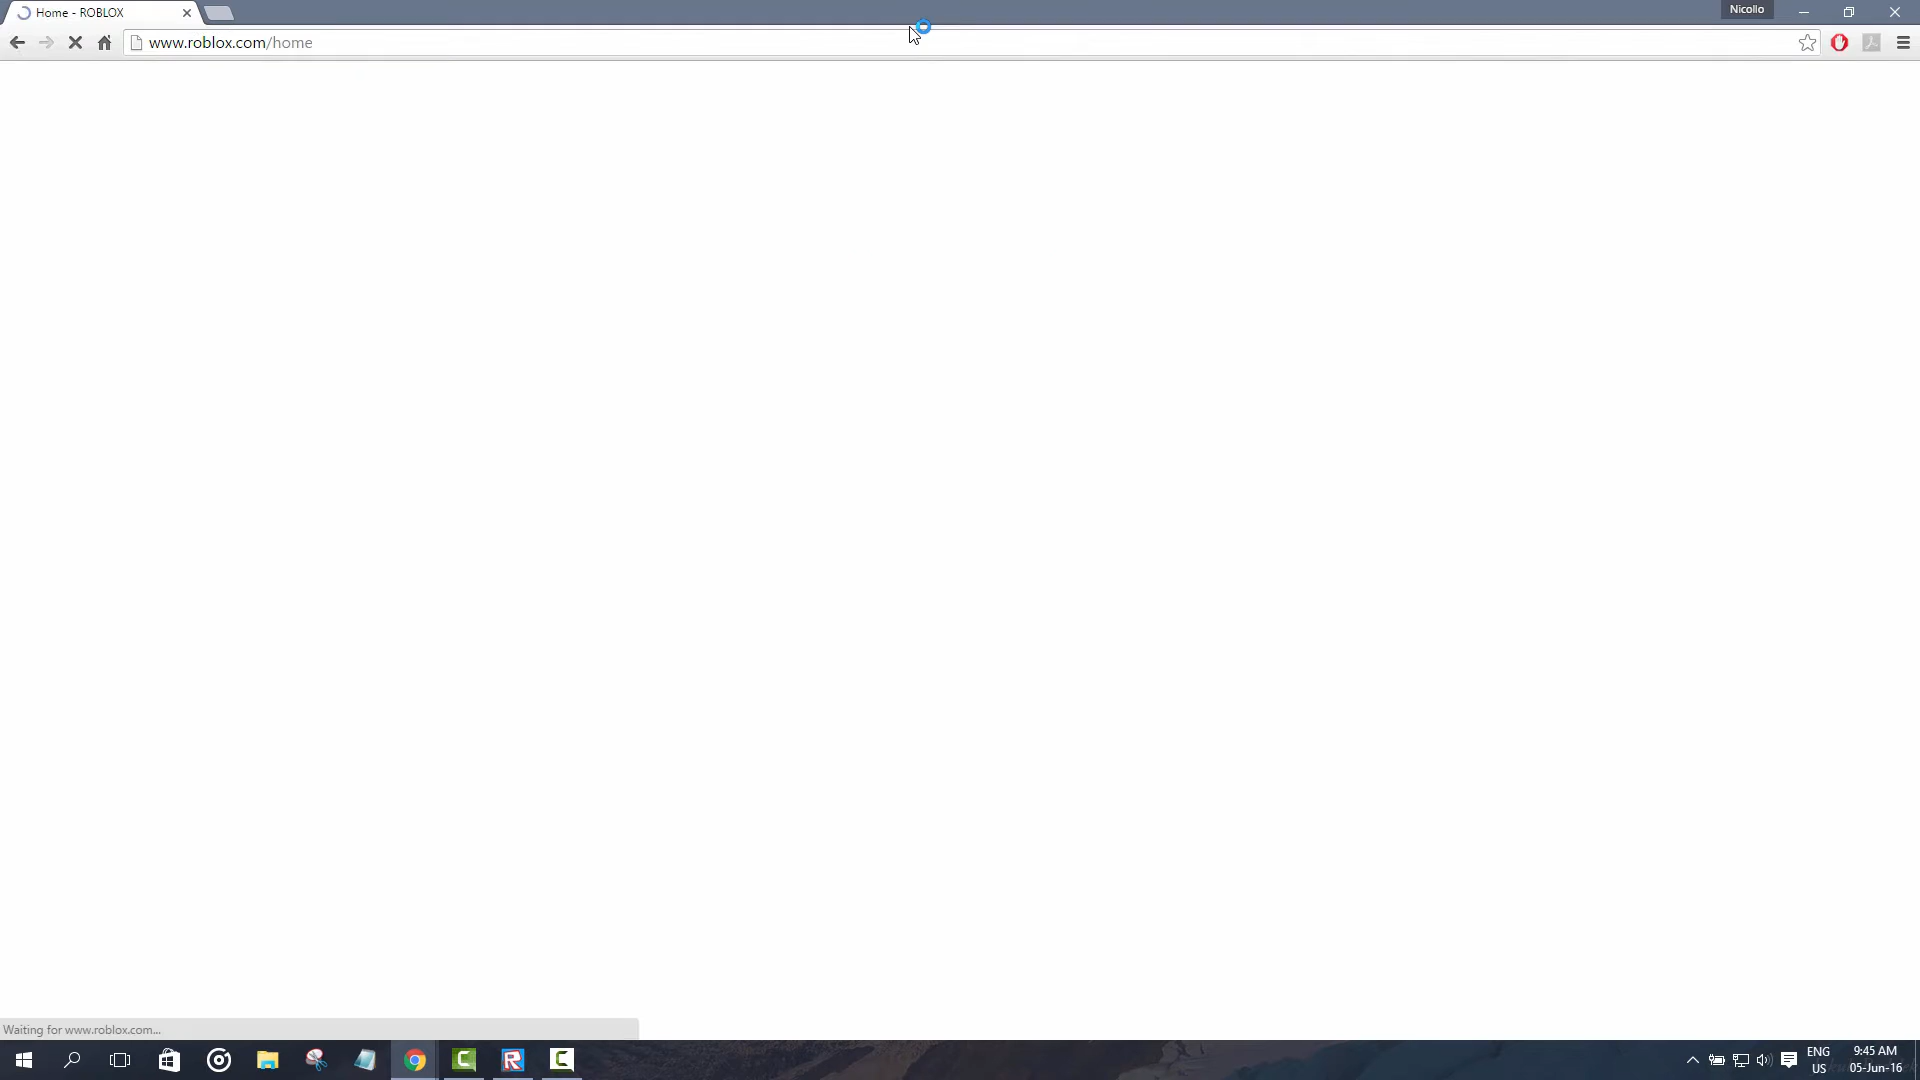 Home - ROBLOX
Nicollo
www.roblox.com/home
Waiting for www.roblox.com...
ENG
US
9:45 AM
05-Jun-16